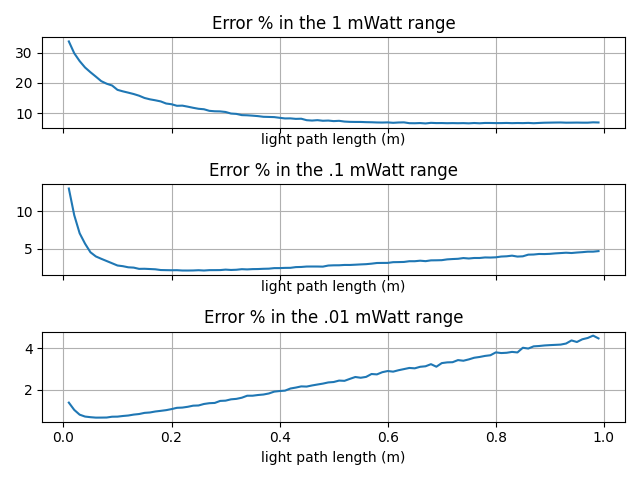 Error % in the 1 mWatt range
30
20
10
light path length (m)
Error % in the .1 mWatt range
10
5
light path length (m)
Error % in the .01 mWatt range
4
2
0.0 0.2 0.4 0.6 0.8 1.0
light path length (m)